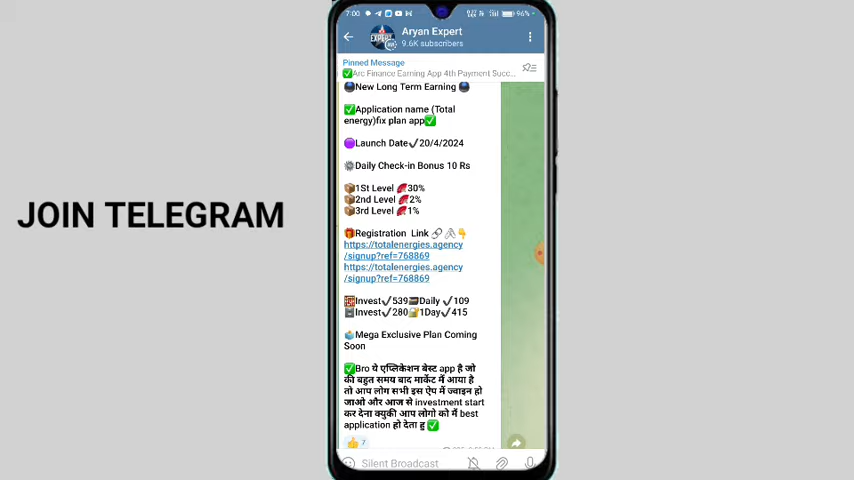 7:00
96%
Aryan Expert
9.6K subscribers
EXPERT
Pinned Message
✅Arc Finance Earning App 4th Payment Succ...
🔮New Long Term Earning 🔮
✅Application name (Total
energy)fix plan app✅
🟣Launch Date✔20/4/2024
⚙Daily Check-in Bonus 10 Rs
📦1St Level 🧨30%
📦2nd Level 🧨2%
📦3rd Level 🧨1%
🎁Registration Link 🔗 🖇👇
https://totalenergies.agency
/signup?ref=768869
https://totalenergies.agency
/signup?ref=768869
Invest✔539 Daily ✔109
Invest✔280 1Day✔415
Mega Exclusive Plan Coming
Soon
✅Bro ये एप्लिकेशन बेस्ट app है जो
की बहुत समय बाद मार्केट में आया है
तो आप लोग सभी इस ऐप में ज्वाइन हो
जाओ और आज से investment start
कर देना क्युकी आप लोगो को मैं best
application हो देता हु ✅
👍 7
Silent Broadcast
JOIN TELEGRAM